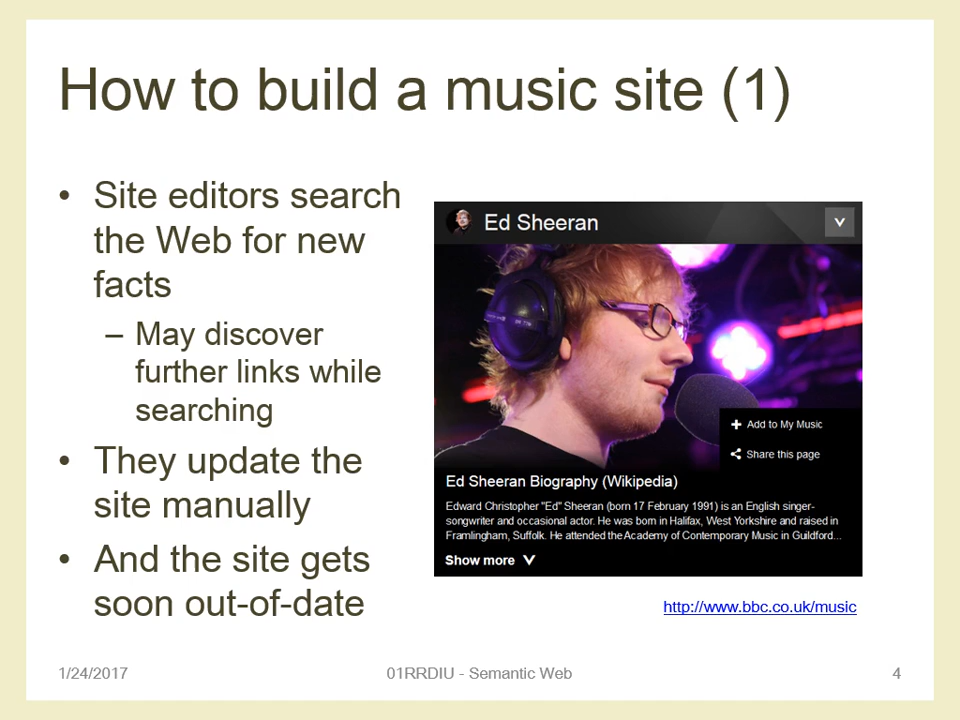 How to build a music site (1)
• Site editors search
the Web for new
facts
– May discover
further links while
searching
• They update the
site manually
• And the site gets
soon out-of-date
Ed Sheeran
Add to My Music
Share this page
Ed Sheeran Biography (Wikipedia)
Edward Christopher "Ed" Sheeran (born 17 February 1991) is an English singer-
songwriter and occasional actor. He was born in Halifax, West Yorkshire and raised in
Framlingham, Suffolk. He attended the Academy of Contemporary Music in Guildford...
Show more
http://www.bbc.co.uk/music
1/24/2017
01RRDIU - Semantic Web
4